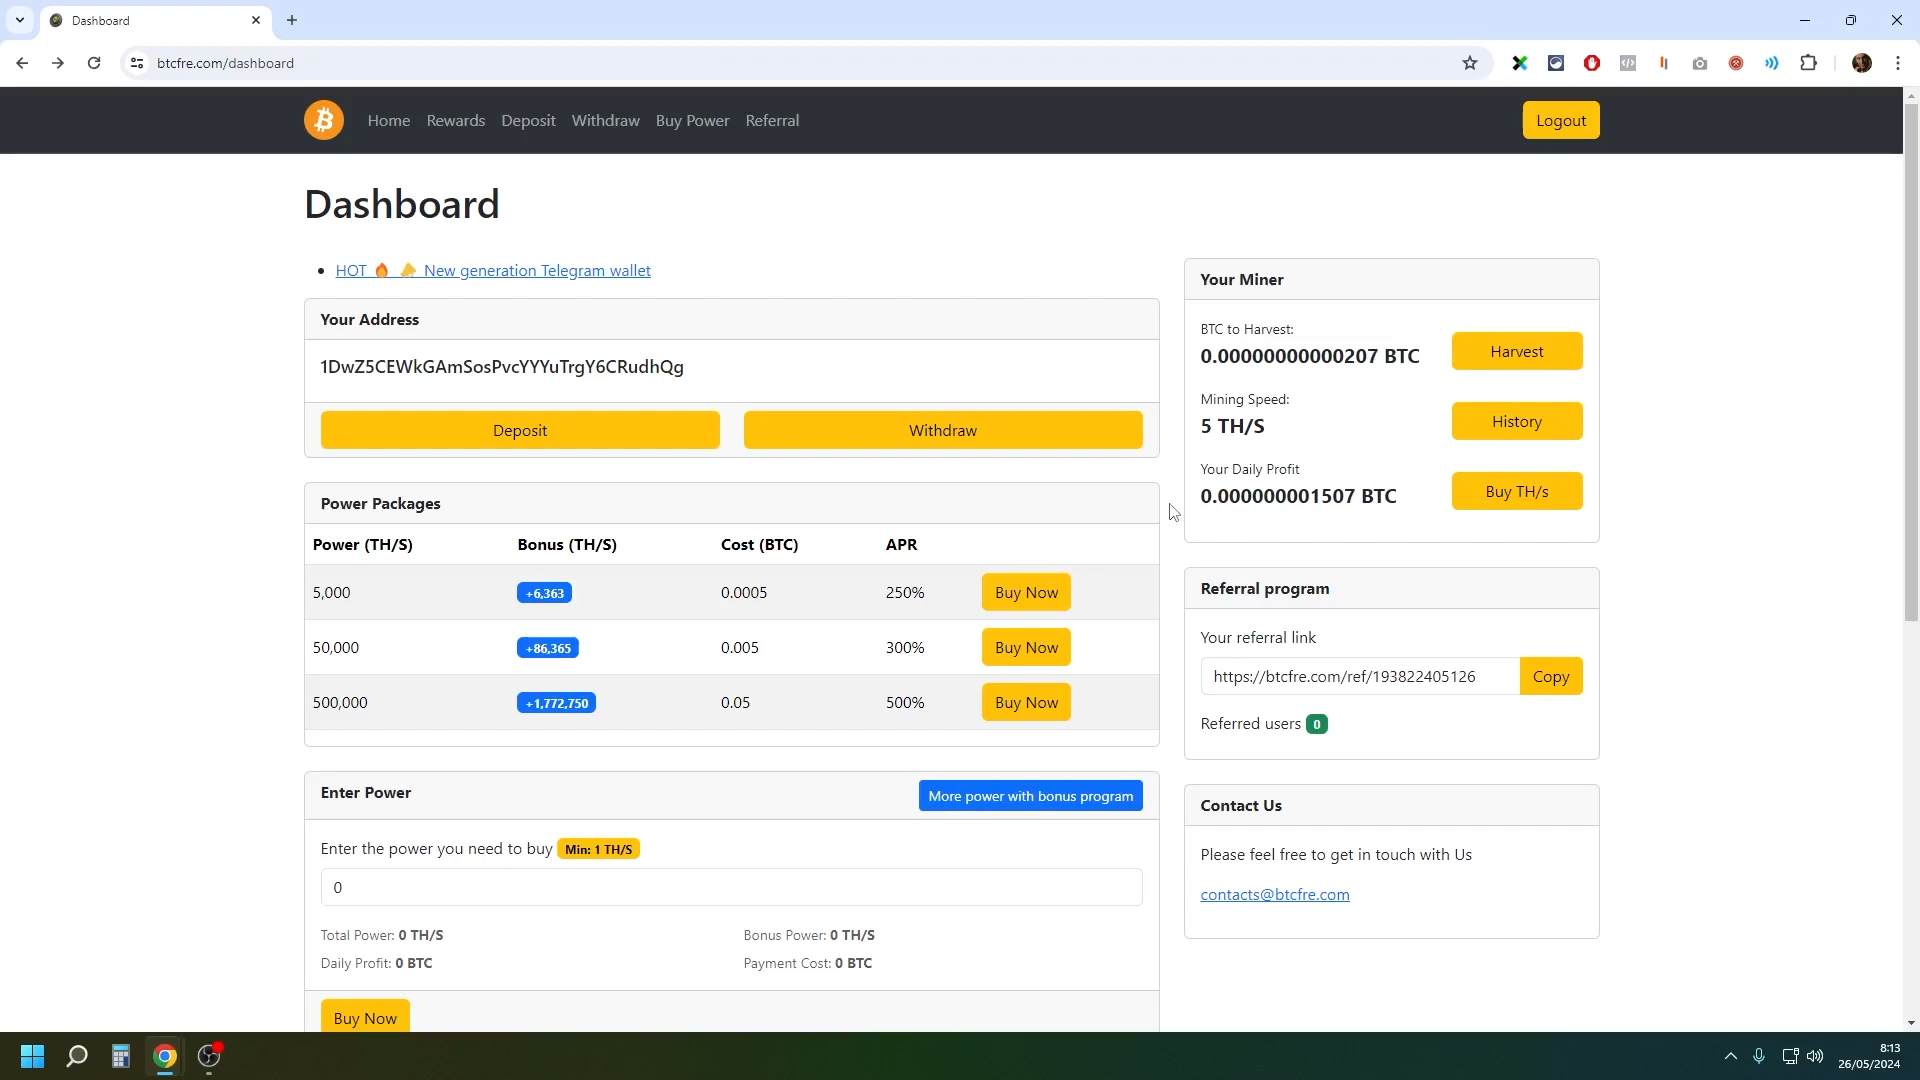 Dashboard
btcfre.com/dashboard
Home Rewards Deposit Withdraw Buy Power Referral Logout
Dashboard
HOT 🔥 New generation Telegram wallet
Your Address
1DwZ5CEWkGAmSosPvcYYYuTrgY6CRudhQg
Deposit Withdraw
Power Packages
Power (TH/S) Bonus (TH/S) Cost (BTC) APR
5,000 +6,363 0.0005 250% Buy Now
50,000 +86,365 0.005 300% Buy Now
500,000 +1,772,750 0.05 500% Buy Now
Enter Power More power with bonus program
Enter the power you need to buy Min: 1 TH/S
0
Total Power: 0 TH/S Bonus Power: 0 TH/S
Daily Profit: 0 BTC Payment Cost: 0 BTC
Buy Now
Your Miner
BTC to Harvest:
0.00000000000207 BTC Harvest
Mining Speed:
5 TH/S History
Your Daily Profit
0.000000001507 BTC Buy TH/s
Referral program
Your referral link
https://btcfre.com/ref/193822405126 Copy
Referred users 0
Contact Us
Please feel free to get in touch with Us
contacts@btcfre.com
8:13
26/05/2024